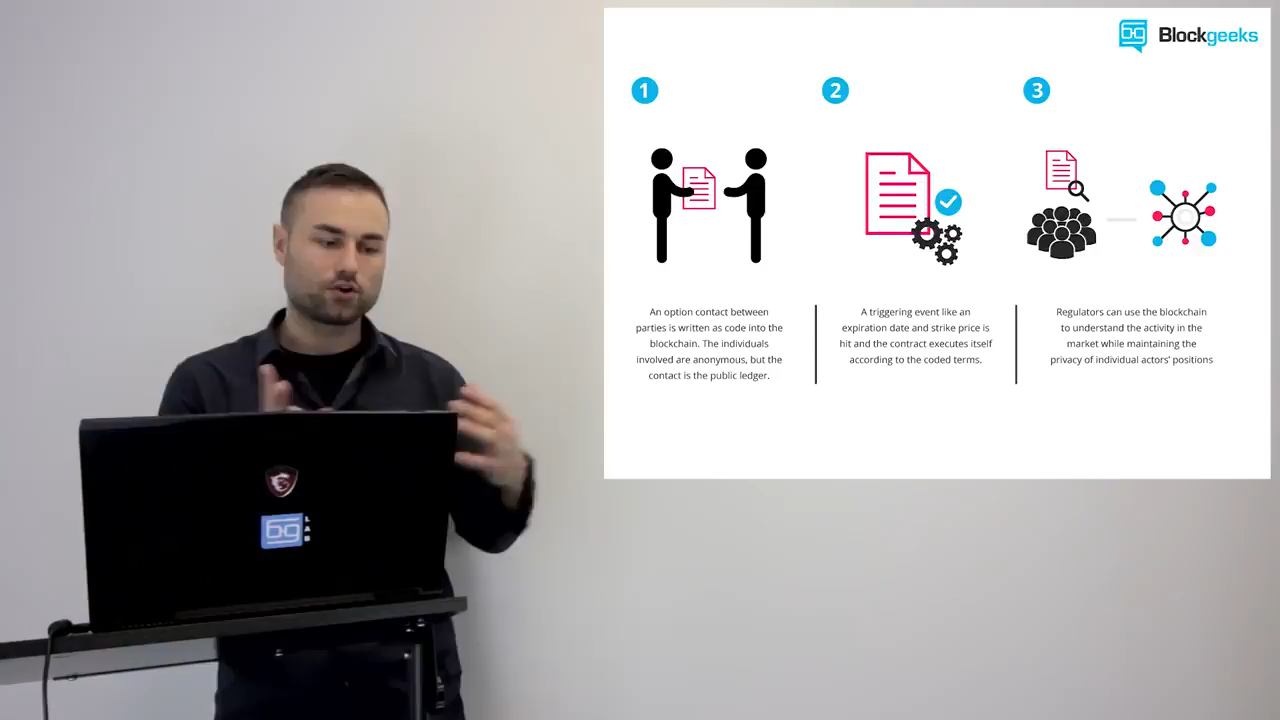 Blockgeeks
1
2
3
An option contact between
parties is written as code into the
blockchain. The individuals
involved are anonymous, but the
contact is the public ledger.
A triggering event like an
expiration date and strike price is
hit and the contract executes itself
according to the coded terms.
Regulators can use the blockchain
to understand the activity in the
market while maintaining the
privacy of individual actors' positions
bg
LAB